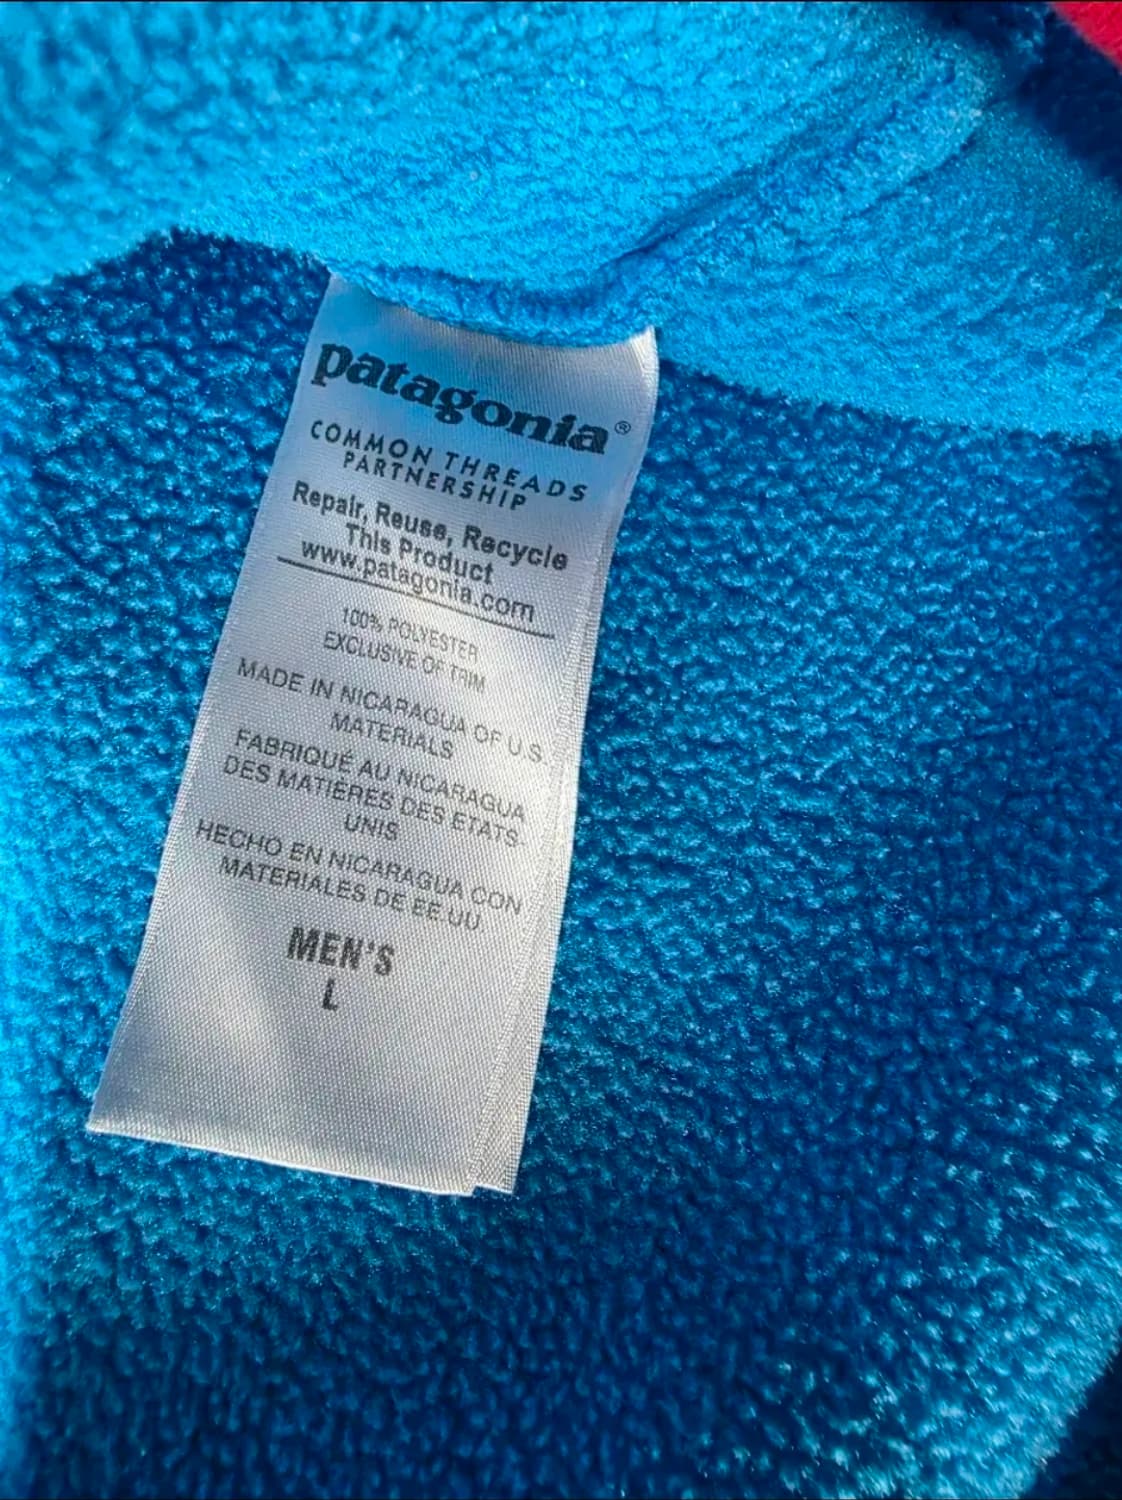 patagonia®
COMMON THREADS
PARTNERSHIP
Repair, Reuse, Recycle
This Product
www.patagonia.com
100% POLYESTER
EXCLUSIVE OF TRIM
MADE IN NICARAGUA OF U.S.
MATERIALS
FABRIQUÉ AU NICARAGUA
DES MATIÈRES DES ETATS-
UNIS
HECHO EN NICARAGUA CON
MATERIALES DE EE.UU.
MEN'S
L